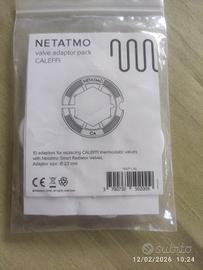 NETATMO
valve adaptor pack
CALEFFI
NETATMO
CA
10 adaptors for replacing CALEFFI thermostatic valves
with Netatmo Smart Radiator Valves.
Adaptor size: Ø 23 mm
subito
12/02/2026 10:24